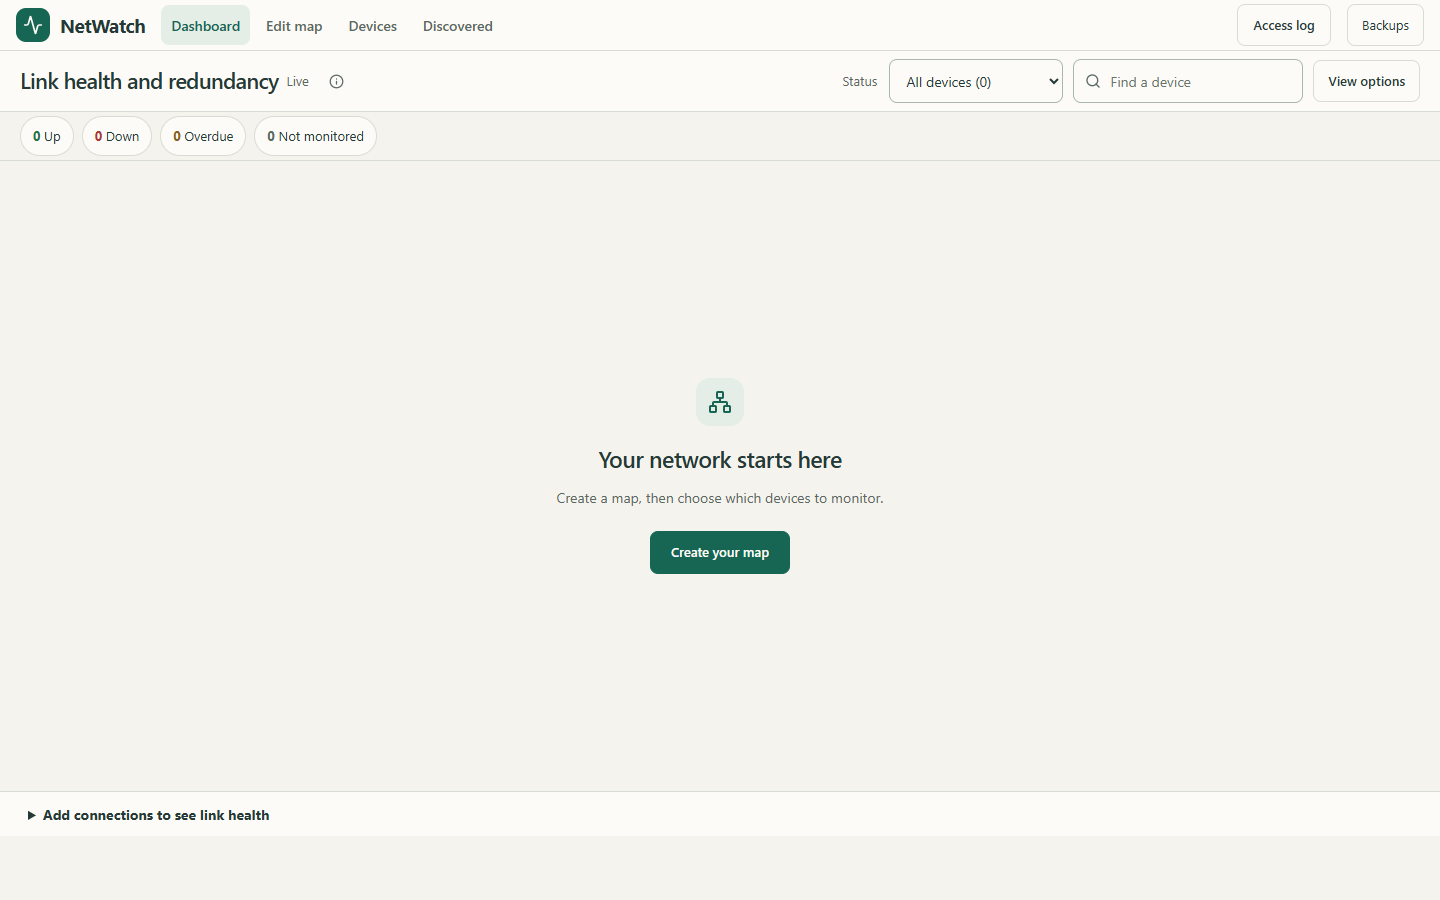 NetWatch
Dashboard
Edit map
Devices
Discovered
Access log
Backups
Link health and redundancy
Live
Status
All devices (0)
Find a device
View options
0 Up
0 Down
0 Overdue
0 Not monitored
Your network starts here
Create a map, then choose which devices to monitor.
Create your map
Add connections to see link health